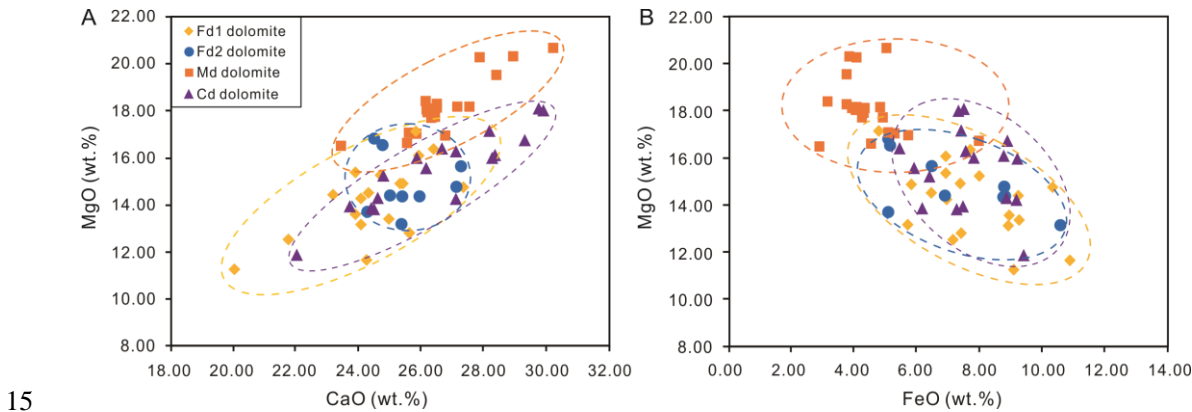 A
Fd1 dolomite
Fd2 dolomite
Md dolomite
Cd dolomite
MgO (wt.%)
22.00
20.00
18.00
16.00
14.00
12.00
10.00
8.00
18.00 20.00 22.00 24.00 26.00 28.00 30.00 32.00
CaO (wt.%)
B
MgO (wt.%)
22.00
20.00
18.00
16.00
14.00
12.00
10.00
8.00
0.00 2.00 4.00 6.00 8.00 10.00 12.00 14.00
FeO (wt.%)
15